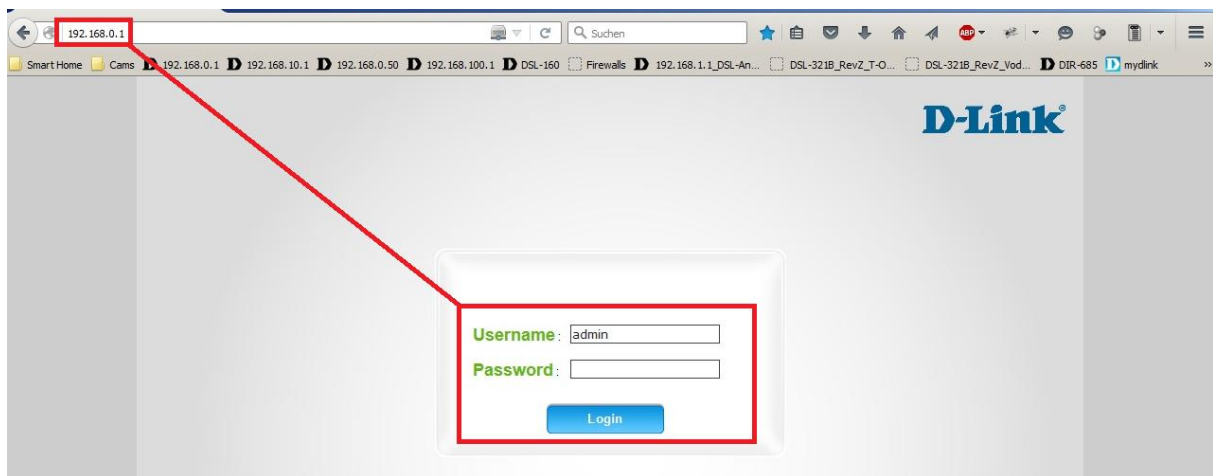 192.168.0.1 Suchen ABP
Smart Home Cams D 192.168.0.1 D 192.168.10.1 D 192.168.0.50 D 192.168.100.1 D DSL-160 Firewalls D 192.168.1.1_DSL-An... DSL-321B_RevZ_T-O... DSL-321B_RevZ_Vod... D DIR-685 D mydlink »
D-Link®
Username : admin
Password :
Login